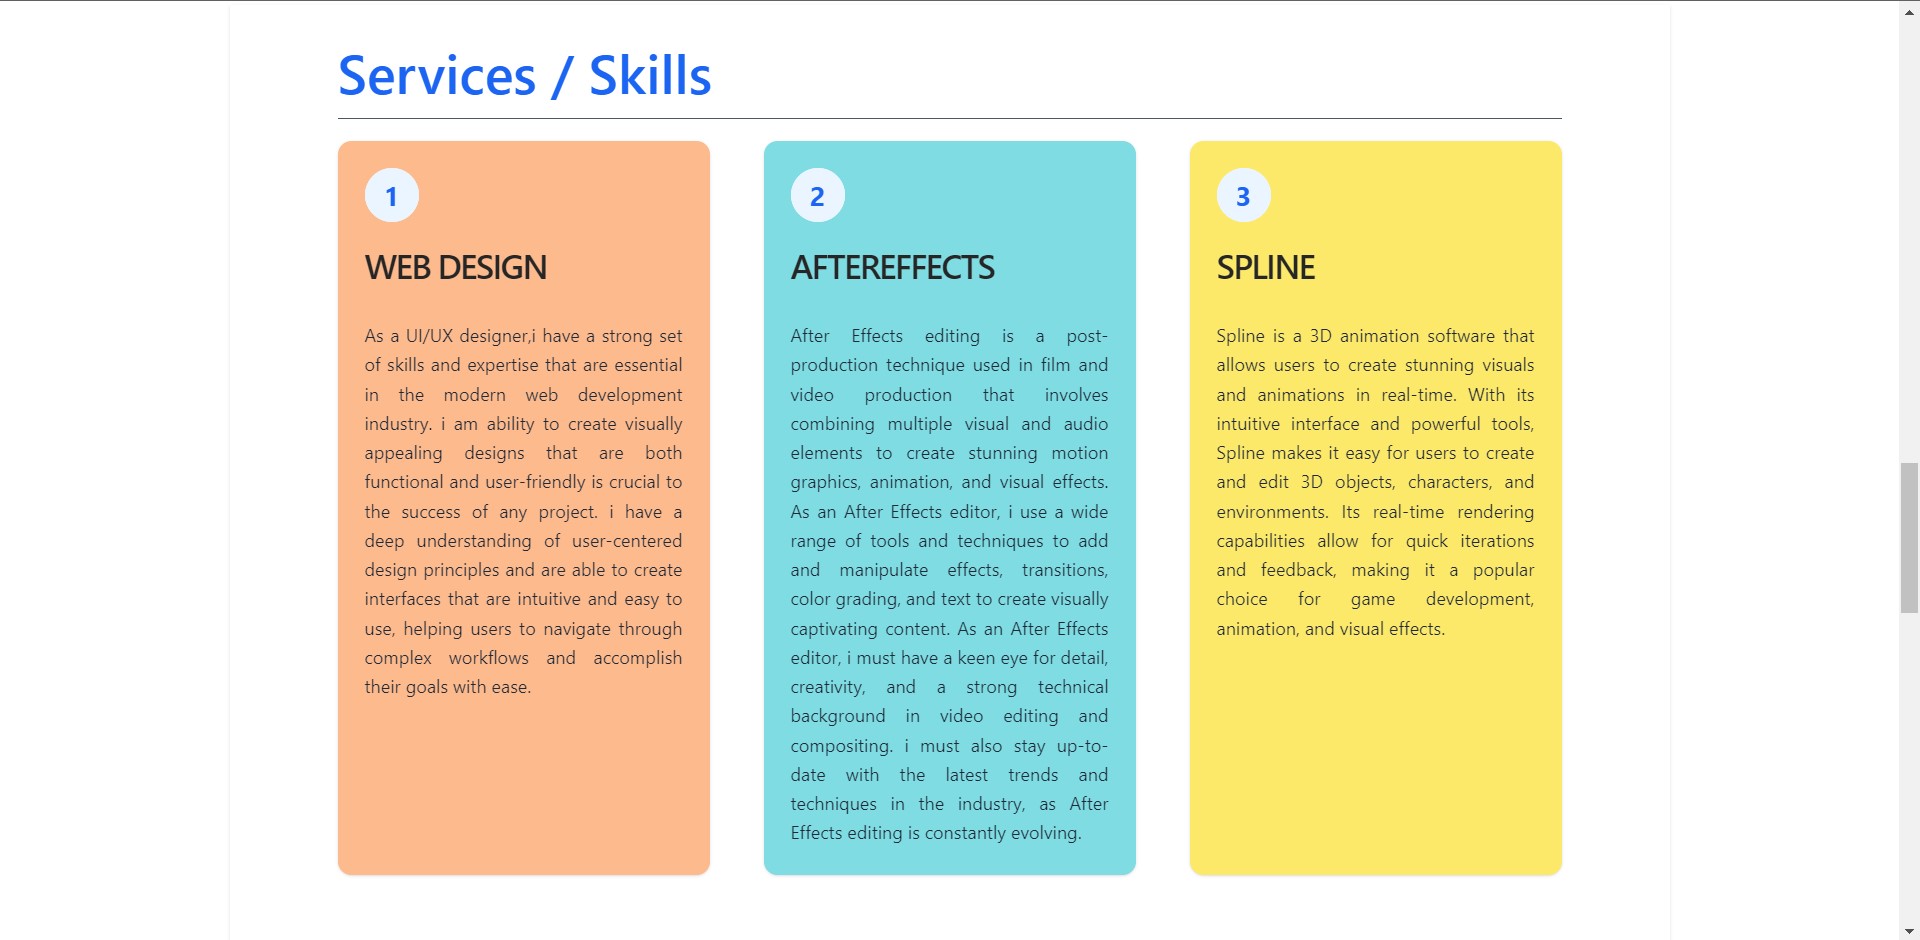 Services / Skills
1
WEB DESIGN
As a UI/UX designer,i have a strong set
of skills and expertise that are essential
in the modern web development
industry. i am ability to create visually
appealing designs that are both
functional and user-friendly is crucial to
the success of any project. i have a
deep understanding of user-centered
design principles and are able to create
interfaces that are intuitive and easy to
use, helping users to navigate through
complex workflows and accomplish
their goals with ease.
2
AFTEREFFECTS
After Effects editing is a post-
production technique used in film and
video production that involves
combining multiple visual and audio
elements to create stunning motion
graphics, animation, and visual effects.
As an After Effects editor, i use a wide
range of tools and techniques to add
and manipulate effects, transitions,
color grading, and text to create visually
captivating content. As an After Effects
editor, i must have a keen eye for detail,
creativity, and a strong technical
background in video editing and
compositing. i must also stay up-to-
date with the latest trends and
techniques in the industry, as After
Effects editing is constantly evolving.
3
SPLINE
Spline is a 3D animation software that
allows users to create stunning visuals
and animations in real-time. With its
intuitive interface and powerful tools,
Spline makes it easy for users to create
and edit 3D objects, characters, and
environments. Its real-time rendering
capabilities allow for quick iterations
and feedback, making it a popular
choice for game development,
animation, and visual effects.